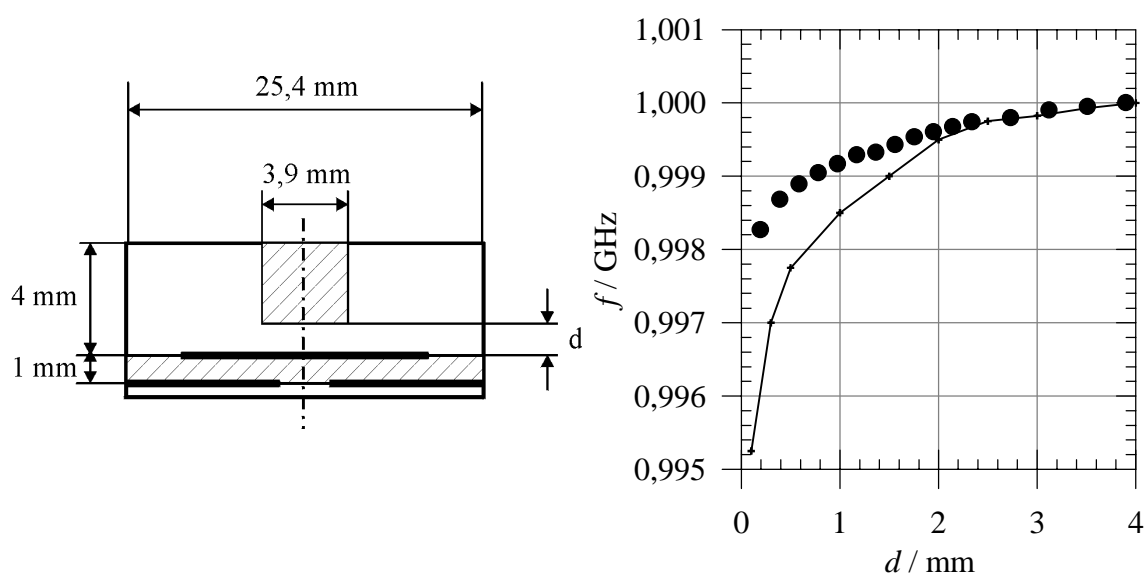 25,4 mm
3,9 mm
4 mm
1 mm
d
1,001
1,000
0,999
0,998
0,997
0,996
0,995
f / GHz
0 1 2 3 4
d / mm